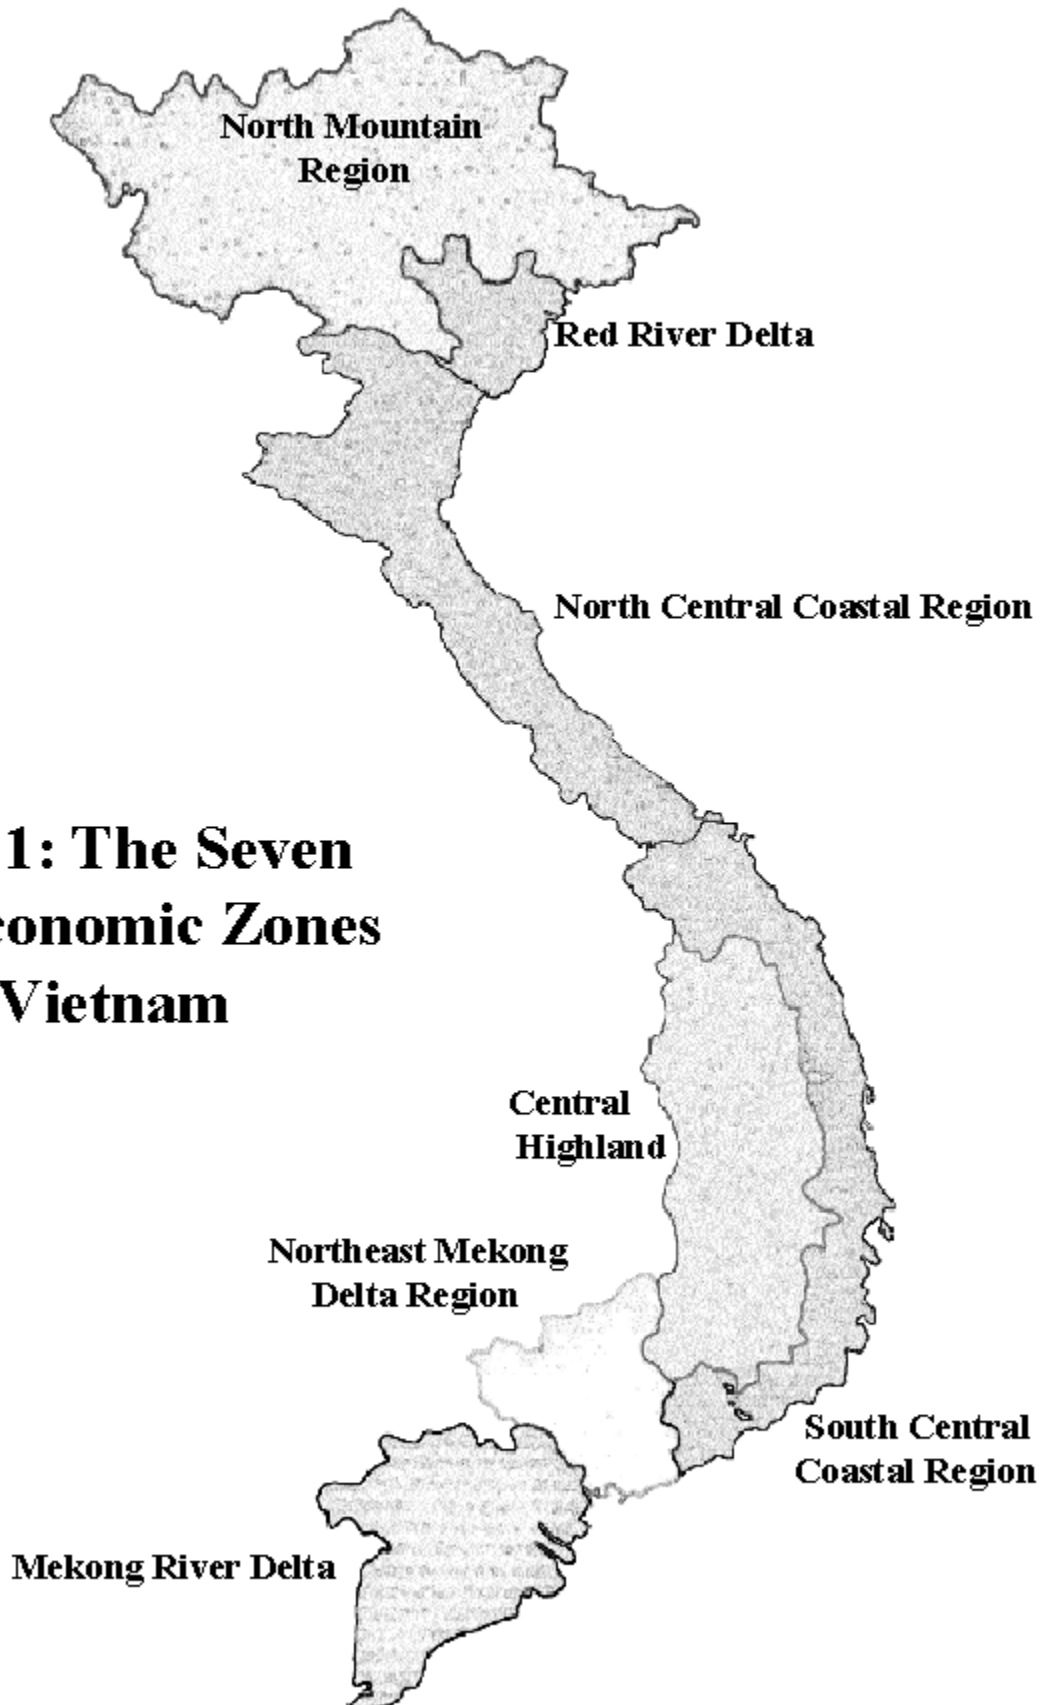 North Mountain
Region
Red River Delta
North Central Coastal Region
1: The Seven
conomic Zones
Vietnam
Central
Highland
Northeast Mekong
Delta Region
South Central
Coastal Region
Mekong River Delta